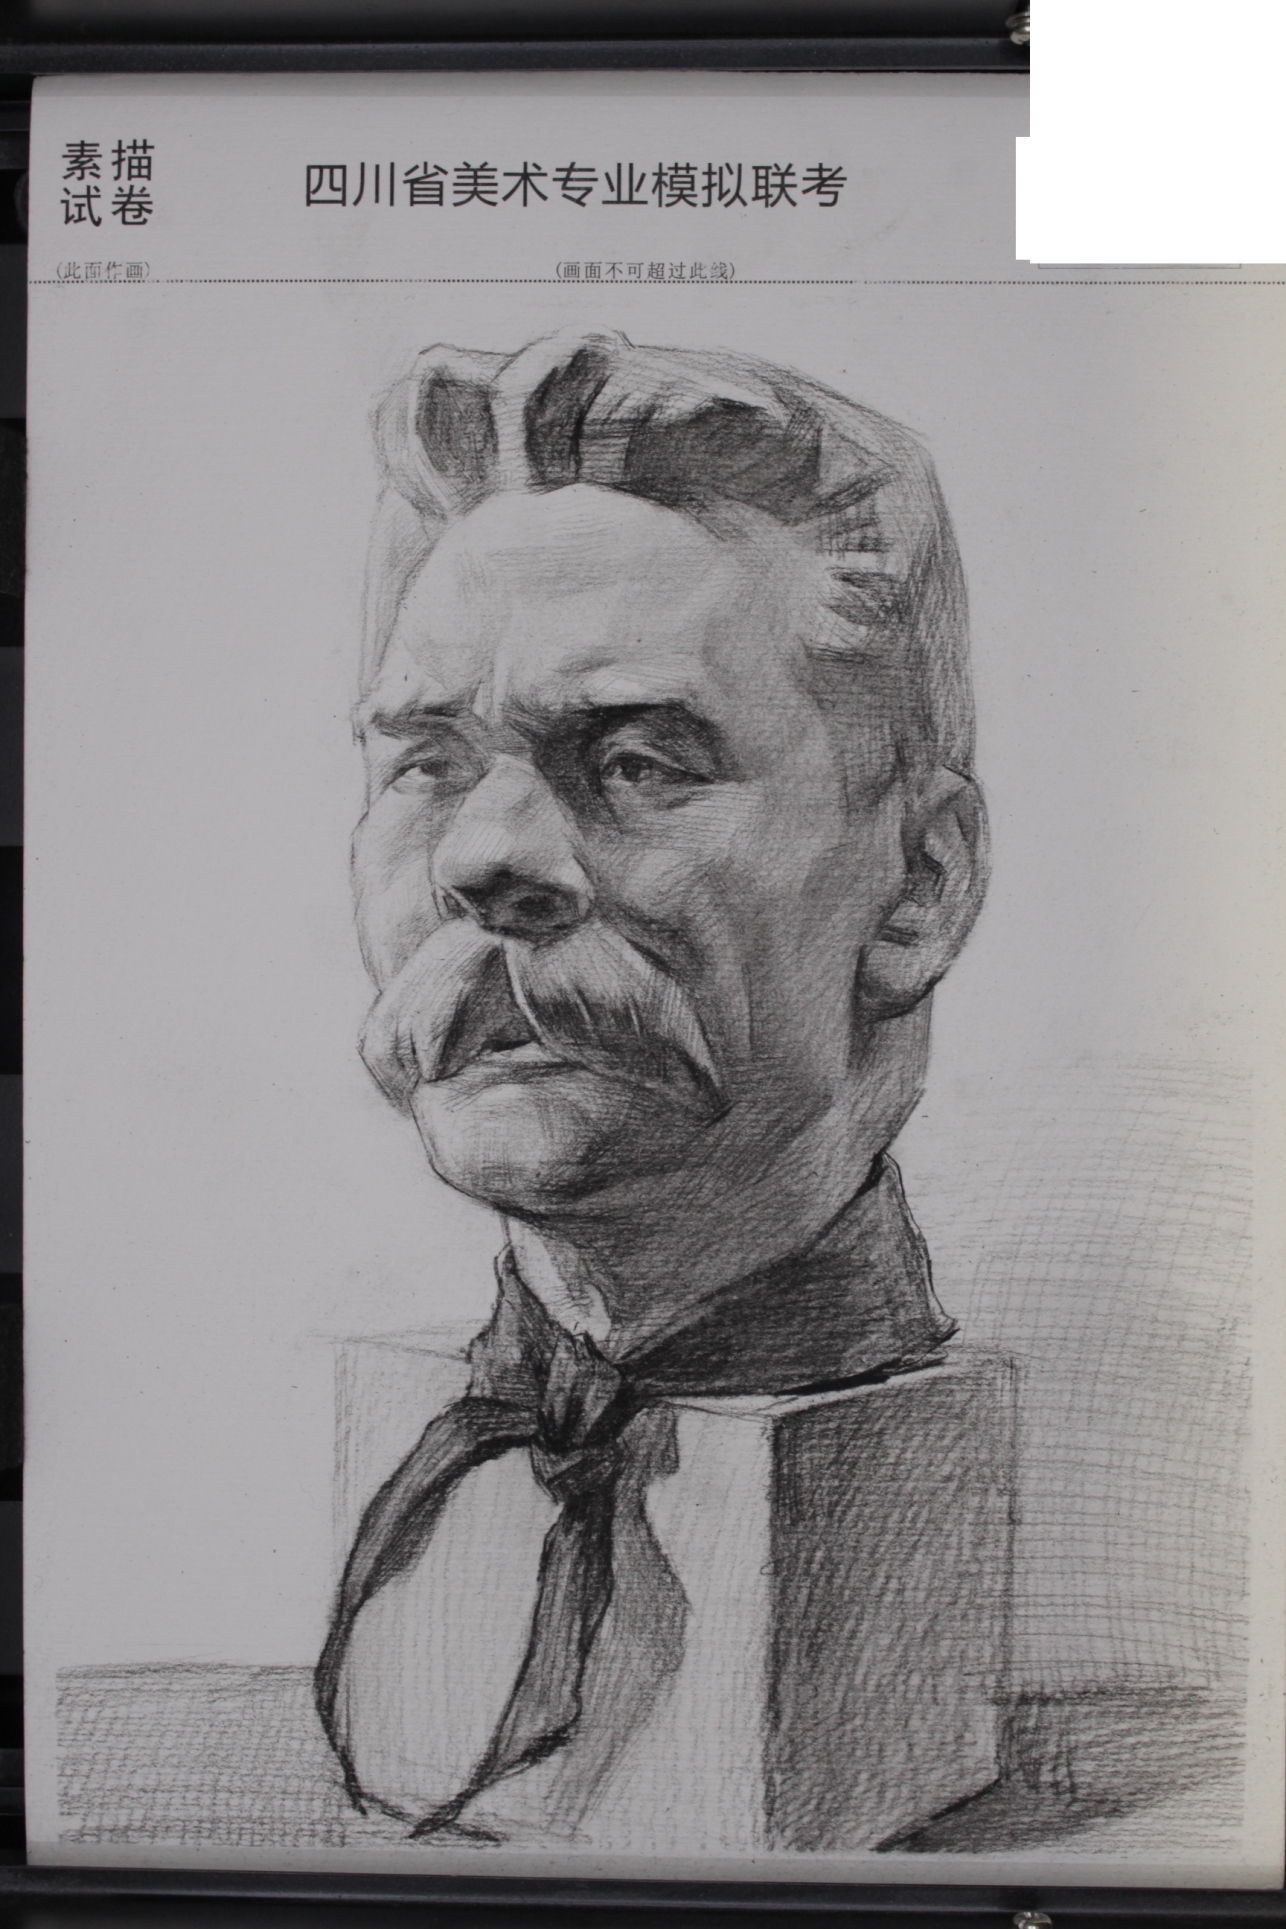 素描
试卷
四川省美术专业模拟联考
(此面作画)
(画面不可超过此线)